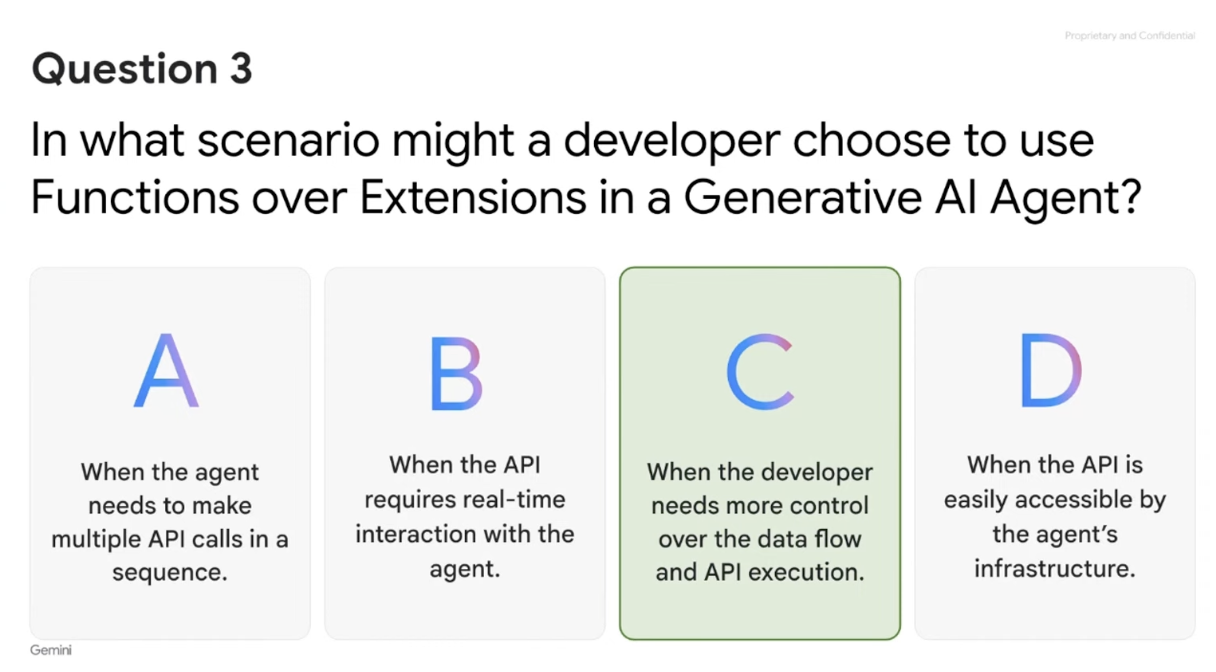 Proprietary and Confidential
Question 3
In what scenario might a developer choose to use
Functions over Extensions in a Generative AI Agent?
A
When the agent
needs to make
multiple API calls in a
sequence.
B
When the API
requires real-time
interaction with the
agent.
C
When the developer
needs more control
over the data flow
and API execution.
D
When the API is
easily accessible by
the agent’s
infrastructure.
Gemini